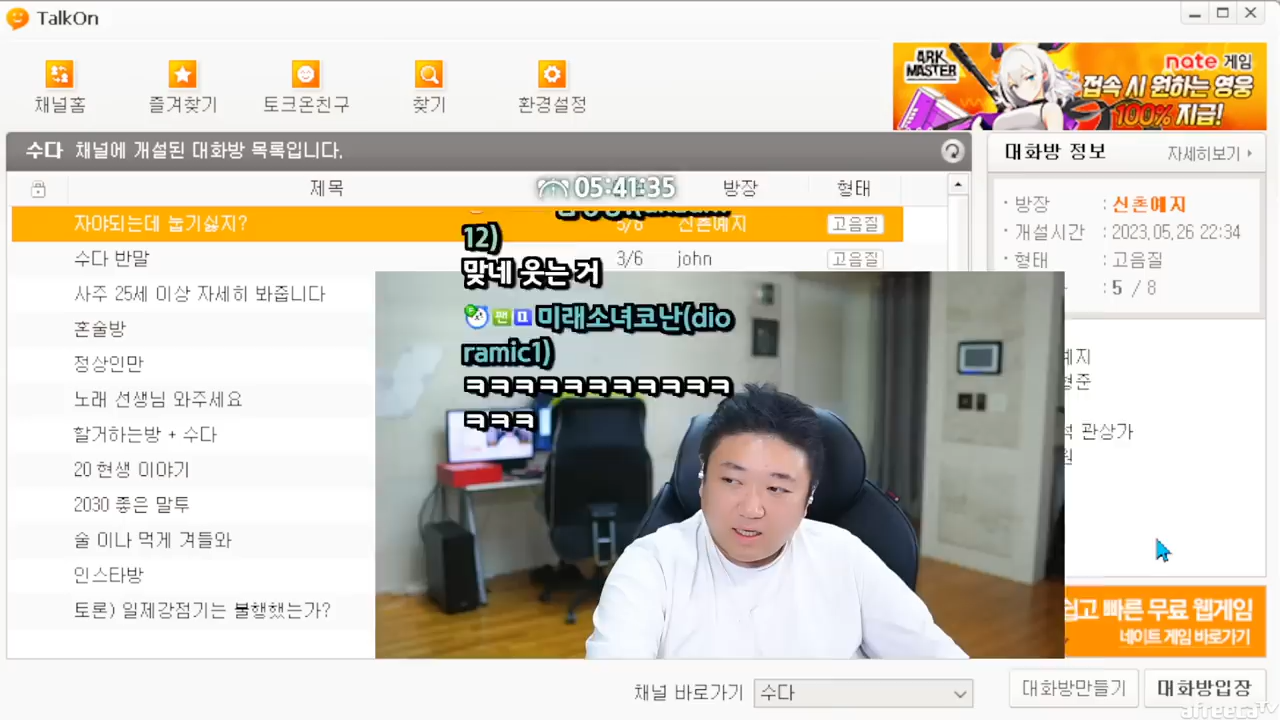 TalkOn
채널홈
즐겨찾기
토크온친구
찾기
환경설정
ARK MASTER
nate 게임
접속 시 원하는 영웅
100% 지급!
수다 채널에 개설된 대화방 목록입니다.
대화방 정보
자세히보기
제목
05:41:35
방장
형태
자야되는데 눕기싫지?
5/6
신촌예지
고음질
수다 반말
3/6
john
고음질
사주 25세 이상 자세히 봐줍니다
혼술방
정상인만
노래 선생님 와주세요
할거하는방 + 수다
20 현생 이야기
2030 좋은 말투
술 이나 먹게 겨들와
인스타방
토론) 일제강점기는 불행했는가?
12)
맞네 웃는 거
팬
미래소녀코난(dio
ramic1)
ㅋㅋㅋㅋㅋㅋㅋㅋㅋㅋㅋ
ㅋㅋㅋ
· 방장 : 신촌예지
· 개설시간 : 2023,05,26 22:34
· 형태 : 고음질
: 5 / 8
예지
형준
관상가
원
쉽고 빠른 무료 웹게임
네이트 게임 바로가기
채널 바로가기
수다
대화방만들기
대화방입장
afreecaTV